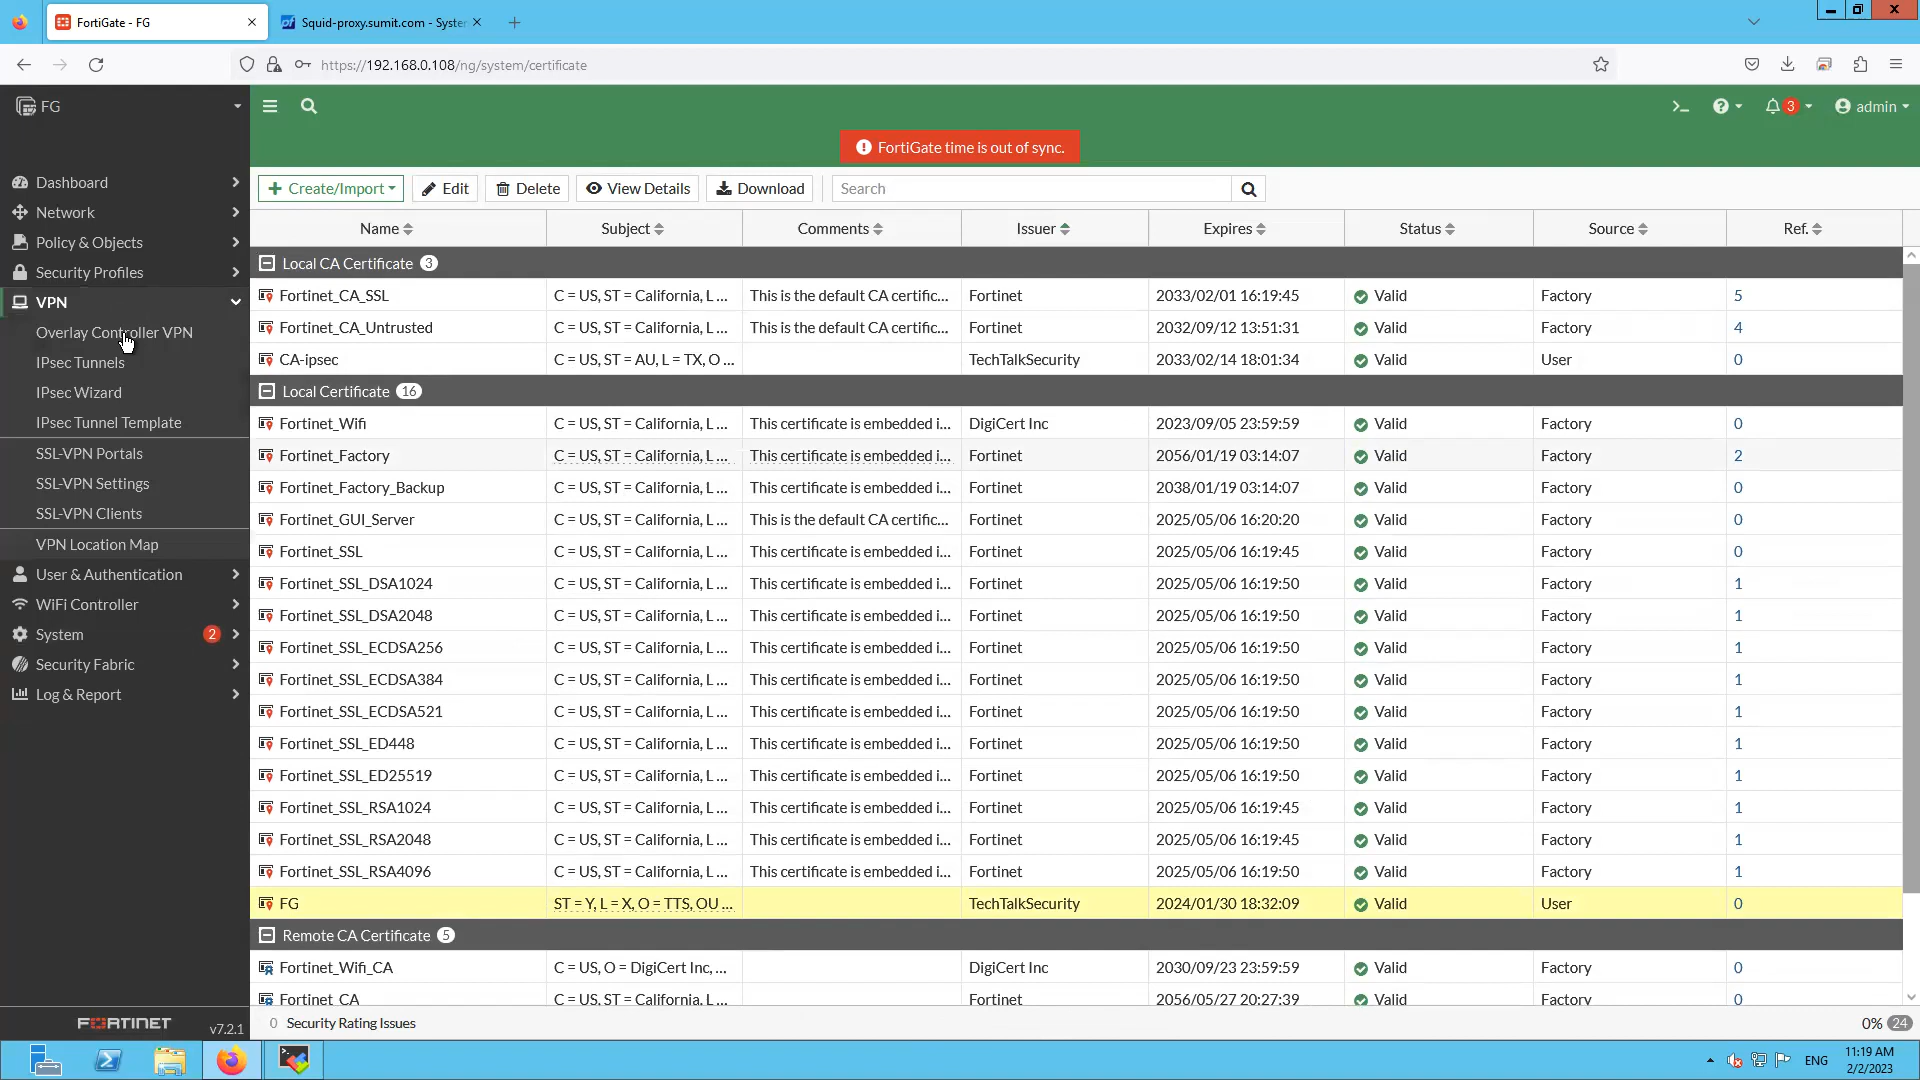 FortiGate - FG
Squid-proxy.sumit.com - Syste
https://192.168.0.108/ng/system/certificate
FG
3
admin
FortiGate time is out of sync.
Dashboard
Network
Policy & Objects
Security Profiles
VPN
Overlay Controller VPN
IPsec Tunnels
IPsec Wizard
IPsec Tunnel Template
SSL-VPN Portals
SSL-VPN Settings
SSL-VPN Clients
VPN Location Map
User & Authentication
WiFi Controller
System 2
Security Fabric
Log & Report
FORTINET v7.2.1
+ Create/Import Edit Delete View Details Download Search
Name Subject Comments Issuer Expires Status Source Ref.
Local CA Certificate 3
Fortinet_CA_SSL C = US, ST = California, L ... This is the default CA certific... Fortinet 2033/02/01 16:19:45 Valid Factory 5
Fortinet_CA_Untrusted C = US, ST = California, L ... This is the default CA certific... Fortinet 2032/09/12 13:51:31 Valid Factory 4
CA-ipsec C = US, ST = AU, L = TX, O ... TechTalkSecurity 2033/02/14 18:01:34 Valid User 0
Local Certificate 16
Fortinet_Wifi C = US, ST = California, L ... This certificate is embedded i... DigiCert Inc 2023/09/05 23:59:59 Valid Factory 0
Fortinet_Factory C = US, ST = California, L ... This certificate is embedded i... Fortinet 2056/01/19 03:14:07 Valid Factory 2
Fortinet_Factory_Backup C = US, ST = California, L ... This certificate is embedded i... Fortinet 2038/01/19 03:14:07 Valid Factory 0
Fortinet_GUI_Server C = US, ST = California, L ... This is the default CA certific... Fortinet 2025/05/06 16:20:20 Valid Factory 0
Fortinet_SSL C = US, ST = California, L ... This certificate is embedded i... Fortinet 2025/05/06 16:19:45 Valid Factory 0
Fortinet_SSL_DSA1024 C = US, ST = California, L ... This certificate is embedded i... Fortinet 2025/05/06 16:19:50 Valid Factory 1
Fortinet_SSL_DSA2048 C = US, ST = California, L ... This certificate is embedded i... Fortinet 2025/05/06 16:19:50 Valid Factory 1
Fortinet_SSL_ECDSA256 C = US, ST = California, L ... This certificate is embedded i... Fortinet 2025/05/06 16:19:50 Valid Factory 1
Fortinet_SSL_ECDSA384 C = US, ST = California, L ... This certificate is embedded i... Fortinet 2025/05/06 16:19:50 Valid Factory 1
Fortinet_SSL_ECDSA521 C = US, ST = California, L ... This certificate is embedded i... Fortinet 2025/05/06 16:19:50 Valid Factory 1
Fortinet_SSL_ED448 C = US, ST = California, L ... This certificate is embedded i... Fortinet 2025/05/06 16:19:50 Valid Factory 1
Fortinet_SSL_ED25519 C = US, ST = California, L ... This certificate is embedded i... Fortinet 2025/05/06 16:19:50 Valid Factory 1
Fortinet_SSL_RSA1024 C = US, ST = California, L ... This certificate is embedded i... Fortinet 2025/05/06 16:19:45 Valid Factory 1
Fortinet_SSL_RSA2048 C = US, ST = California, L ... This certificate is embedded i... Fortinet 2025/05/06 16:19:45 Valid Factory 1
Fortinet_SSL_RSA4096 C = US, ST = California, L ... This certificate is embedded i... Fortinet 2025/05/06 16:19:50 Valid Factory 1
FG ST = Y, L = X, O = TTS, OU ... TechTalkSecurity 2024/01/30 18:32:09 Valid User 0
Remote CA Certificate 5
Fortinet_Wifi_CA C = US, O = DigiCert Inc, ... DigiCert Inc 2030/09/23 23:59:59 Valid Factory 0
Fortinet_CA C = US, ST = California, L ... Fortinet 2056/05/27 20:27:39 Valid Factory 0
0 Security Rating Issues 0% 24
ENG
11:19 AM
2/2/2023